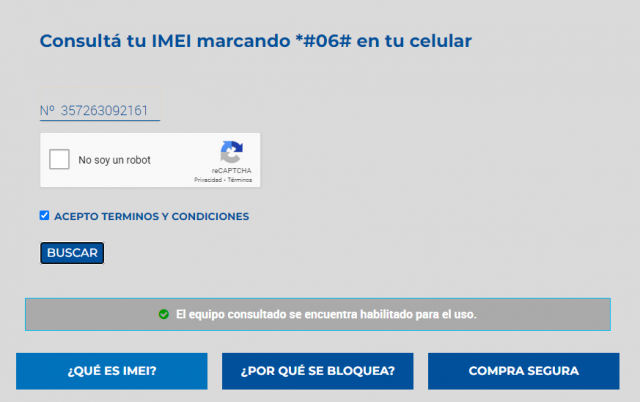 Consultá tu IMEI marcando *#06# en tu celular
Nº 357263092161
No soy un robot
reCAPTCHA
Privacidad - Términos
ACEPTO TERMINOS Y CONDICIONES
BUSCAR
El equipo consultado se encuentra habilitado para el uso.
¿QUÉ ES IMEI?
¿POR QUÉ SE BLOQUEA?
COMPRA SEGURA